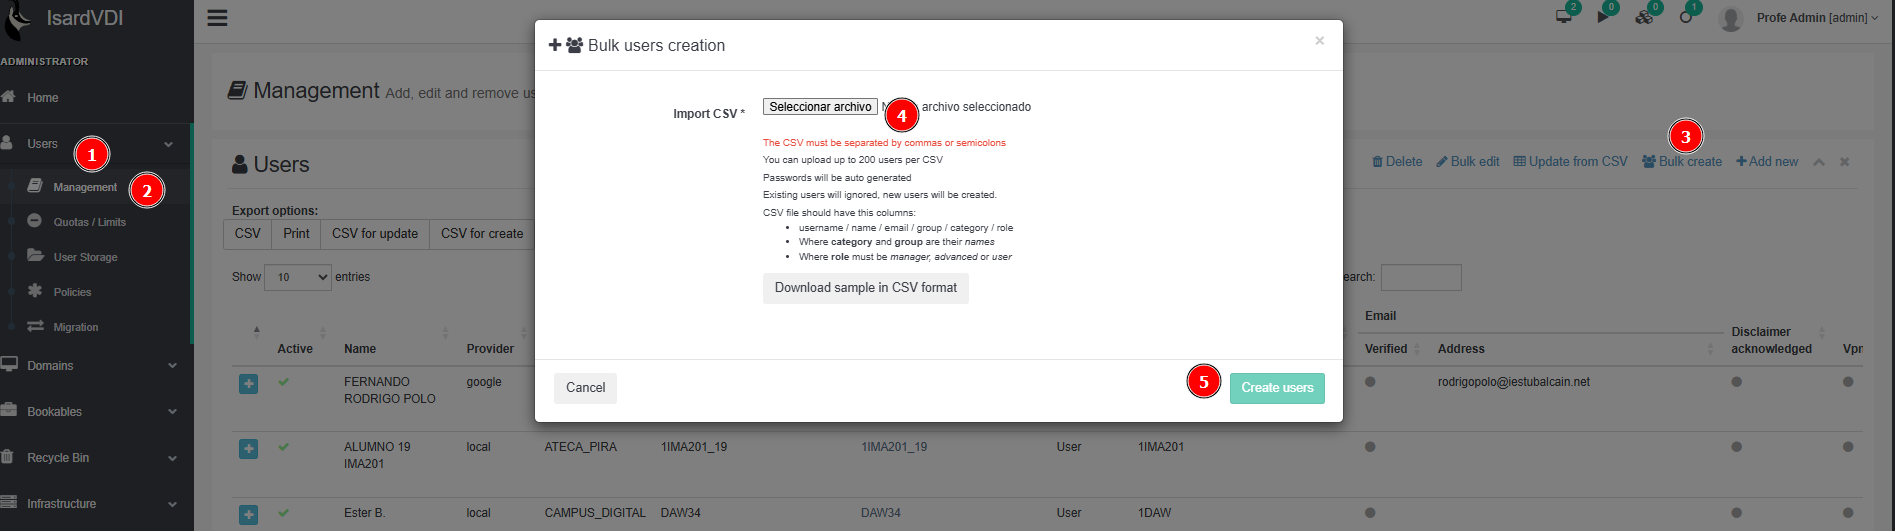 IsardVDI
2
0
0
1
Profe Admin [admin]
ADMINISTRATOR
Home
Users
1
Management
2
Quotas / Limits
User Storage
Policies
Migration
Domains
Bookables
Recycle Bin
Infrastructure
Management Add, edit and remove us
Users
3
Delete
Bulk edit
Update from CSV
Bulk create
Add new
Export options:
CSV
Print
CSV for update
CSV for create
Show 10 entries
earch:
Email
Active
Name
Provider
Verified
Address
Disclaimer
acknowledged
Vpn
FERNANDO
RODRIGO POLO
google
rodrigopolo@iestubalcain.net
ALUMNO 19
IMA201
local
ATECA_PIRA
1IMA201_19
1IMA201_19
User
1IMA201
Ester B.
local
CAMPUS_DIGITAL
DAW34
DAW34
User
1DAW
Bulk users creation
×
Import CSV *
Seleccionar archivo
4
archivo seleccionado
The CSV must be separated by commas or semicolons
You can upload up to 200 users per CSV
Passwords will be auto generated
Existing users will ignored, new users will be created.
CSV file should have this columns:
• username / name / email / group / category / role
• Where category and group are their names
• Where role must be manager, advanced or user
Download sample in CSV format
Cancel
5
Create users